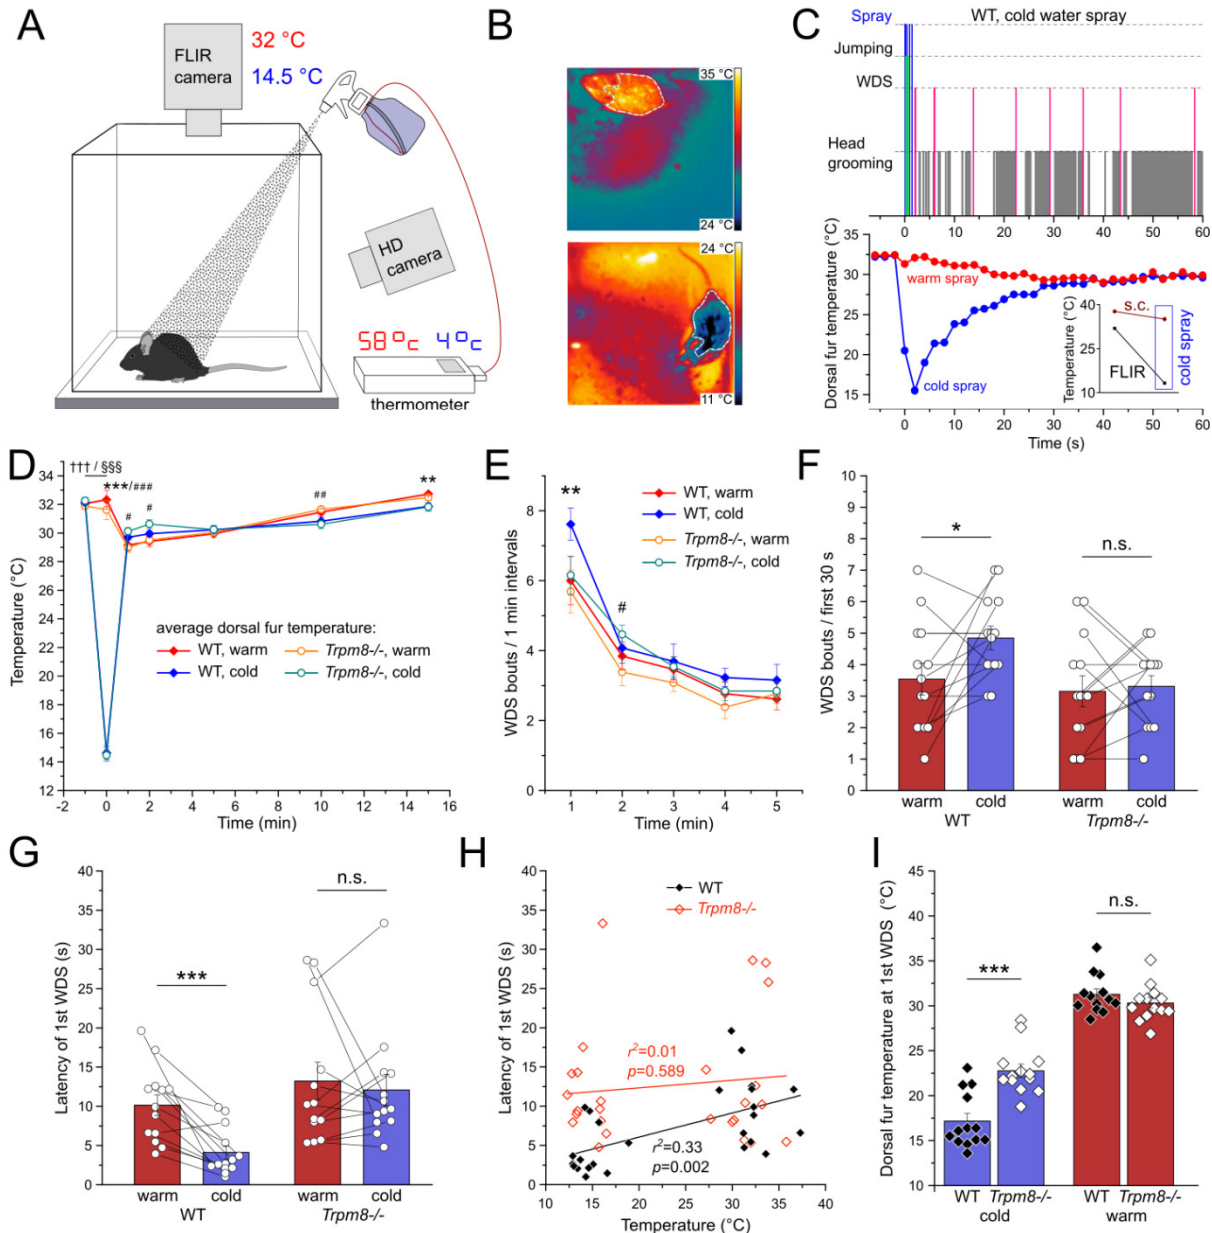 A
FLIR
camera
32 °C
14.5 °C
HD
camera
58°c 4°c
thermometer
B
35 °C
24 °C
24 °C
11 °C
C
WT, cold water spray
Spray
Jumping
WDS
Head
grooming
0 10 20 30 40 50 60
Dorsal fur temperature (°C)
35
30
25
20
15
warm spray
cold spray
Temperature (°C)
40
25
10
s.c.
FLIR
cold spray
0 10 20 30 40 50 60
Time (s)
D
Temperature (°C)
34
32
30
28
26
24
22
20
18
16
14
12
††† / §§§
***/###
#
#
##
**
average dorsal fur temperature:
WT, warm
Trpm8-/-, warm
WT, cold
Trpm8-/-, cold
-2 0 2 4 6 8 10 12 14 16
Time (min)
E
WDS bouts / 1 min intervals
8
6
4
2
0
**
#
WT, warm
WT, cold
Trpm8-/-, warm
Trpm8-/-, cold
1 2 3 4 5
Time (min)
F
WDS bouts / first 30 s
10
9
8
7
6
5
4
3
2
1
0
*
n.s.
warm cold warm cold
WT Trpm8-/-
G
Latency of 1st WDS (s)
40
35
30
25
20
15
10
5
0
***
n.s.
warm cold warm cold
WT Trpm8-/-
H
Latency of 1st WDS (s)
40
35
30
25
20
15
10
5
0
WT
Trpm8-/-
r2=0.01
p=0.589
r2=0.33
p=0.002
10 15 20 25 30 35 40
Temperature (°C)
I
Dorsal fur temperature at 1st WDS (°C)
45
40
35
30
25
20
15
10
***
n.s.
WT Trpm8-/- WT Trpm8-/-
cold warm